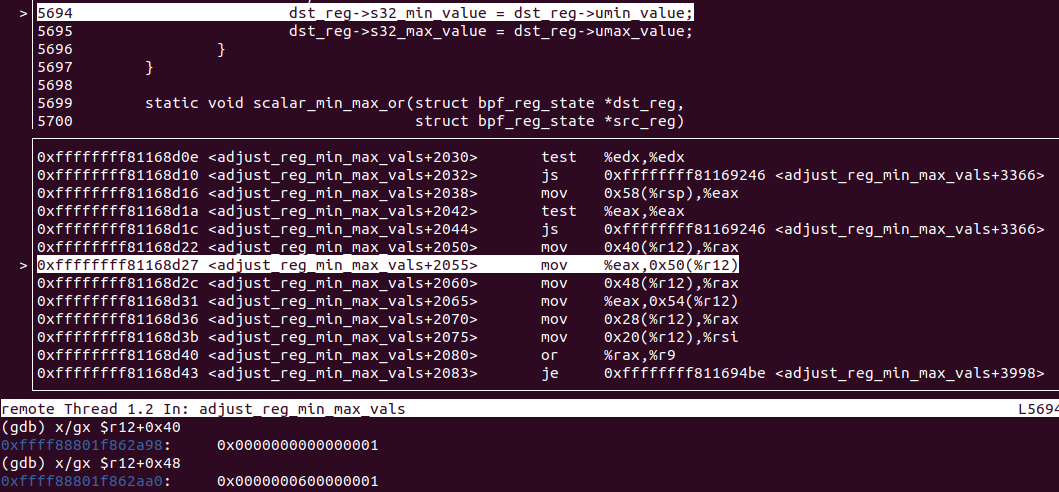 > 5694 dst_reg->s32_min_value = dst_reg->umin_value;
5695 dst_reg->s32_max_value = dst_reg->umax_value;
5696 }
5697 }
5698
5699 static void scalar_min_max_or(struct bpf_reg_state *dst_reg,
5700 struct bpf_reg_state *src_reg)
0xffffffff81168d0e <adjust_reg_min_max_vals+2030> test %edx,%edx
0xffffffff81168d10 <adjust_reg_min_max_vals+2032> js 0xffffffff81169246 <adjust_reg_min_max_vals+3366>
0xffffffff81168d16 <adjust_reg_min_max_vals+2038> mov 0x58(%rsp),%eax
0xffffffff81168d1a <adjust_reg_min_max_vals+2042> test %eax,%eax
0xffffffff81168d1c <adjust_reg_min_max_vals+2044> js 0xffffffff81169246 <adjust_reg_min_max_vals+3366>
0xffffffff81168d22 <adjust_reg_min_max_vals+2050> mov 0x40(%r12),%rax
> 0xffffffff81168d27 <adjust_reg_min_max_vals+2055> mov %eax,0x50(%r12)
0xffffffff81168d2c <adjust_reg_min_max_vals+2060> mov 0x48(%r12),%rax
0xffffffff81168d31 <adjust_reg_min_max_vals+2065> mov %eax,0x54(%r12)
0xffffffff81168d36 <adjust_reg_min_max_vals+2070> mov 0x28(%r12),%rax
0xffffffff81168d3b <adjust_reg_min_max_vals+2075> mov 0x20(%r12),%rsi
0xffffffff81168d40 <adjust_reg_min_max_vals+2080> or %rax,%r9
0xffffffff81168d43 <adjust_reg_min_max_vals+2083> je 0xffffffff811694be <adjust_reg_min_max_vals+3998>
remote Thread 1.2 In: adjust_reg_min_max_vals L5694
(gdb) x/gx $r12+0x40
0xffff88801f862a98: 0x0000000000000001
(gdb) x/gx $r12+0x48
0xffff88801f862aa0: 0x0000000600000001